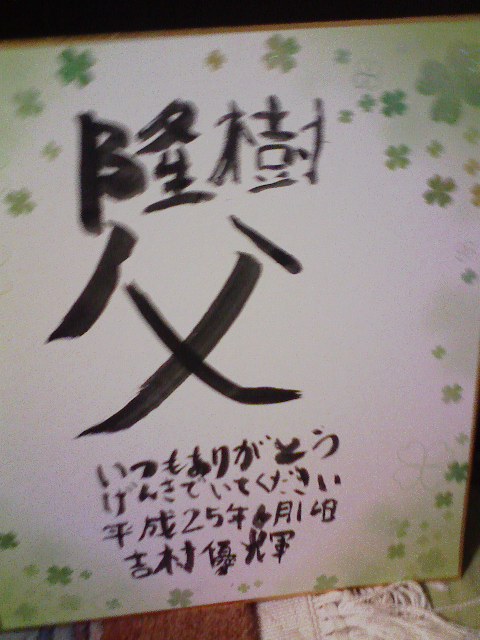 隆樹
父
いつもありがとう
げんきでいてください
平成25年6月16日
吉村優輝